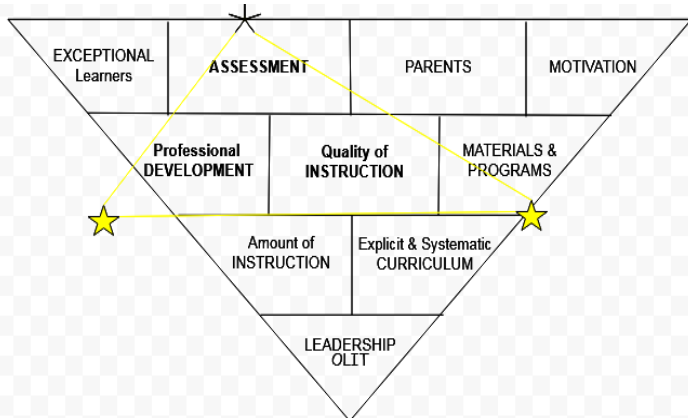 EXCEPTIONAL
Learners
ASSESSMENT
PARENTS
MOTIVATION
Professional
DEVELOPMENT
Quality of
INSTRUCTION
MATERIALS &
PROGRAMS
Amount of
INSTRUCTION
Explicit & Systematic
CURRICULUM
LEADERSHIP
OLIT